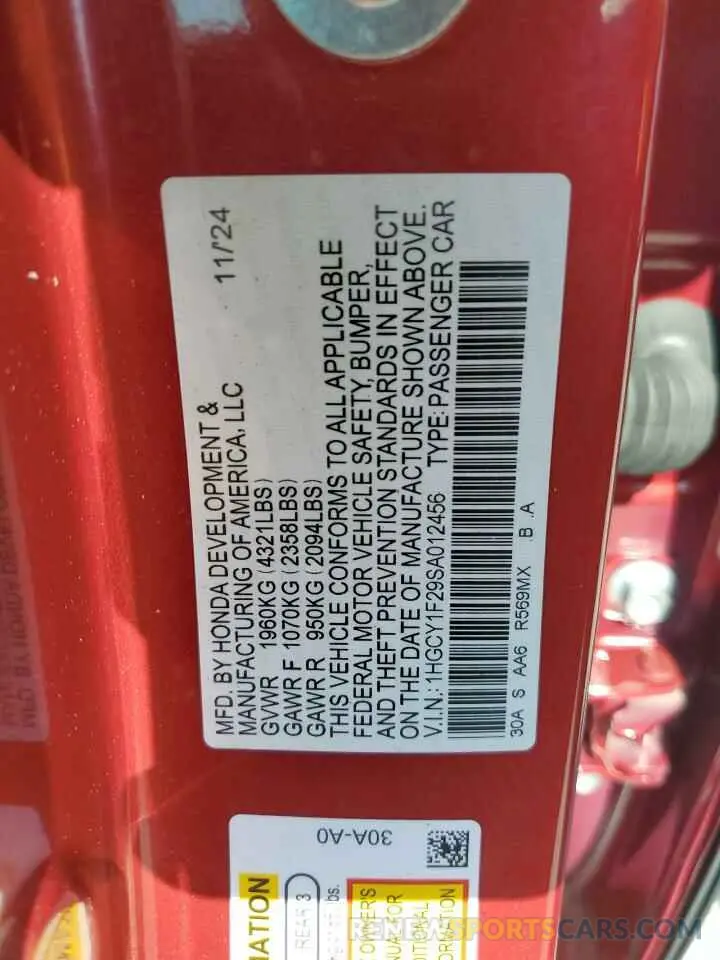 MFD. BY HONDA DEVELOPMENT & 11/'24
MANUFACTURING OF AMERICA, LLC
GVWR 1960KG (4321LBS)
GAWR F 1070KG (2358LBS)
GAWR R 950KG (2094LBS)
THIS VEHICLE CONFORMS TO ALL APPLICABLE
FEDERAL MOTOR VEHICLE SAFETY, BUMPER,
AND THEFT PREVENTION STANDARDS IN EFFECT
ON THE DATE OF MANUFACTURE SHOWN ABOVE.
V.I.N.: 1HGCY1F29SA012456 TYPE: PASSENGER CAR
30A S AA6 R569MX B .A
30A-A0
REAR 3
lbs.
RENEWSPORTSCARS.COM